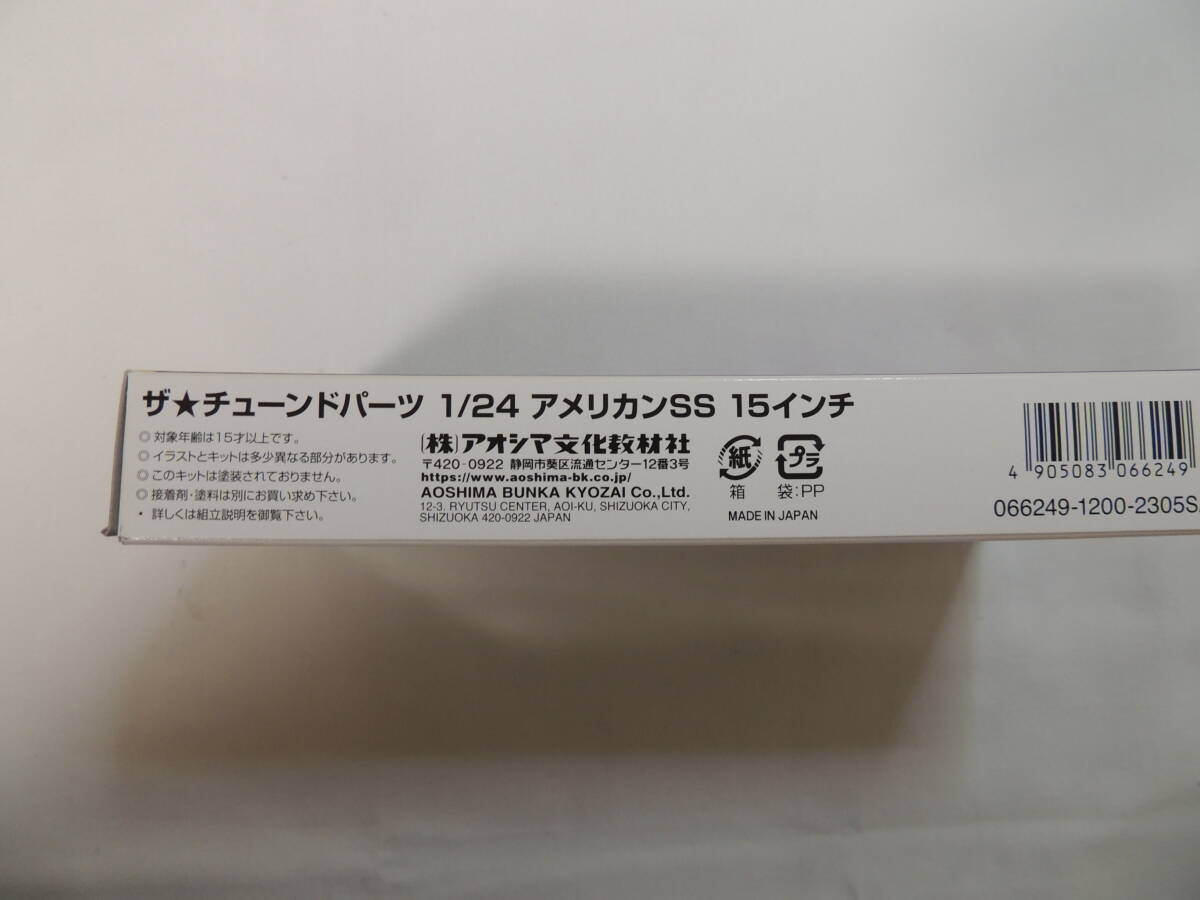 ザ★チューンドパーツ 1/24 アメリカンSS 15インチ
◎対象年齢は15才以上です。
◎イラストとキットは多少異なる部分があります。
◎このキットは塗装されておりません。
◎接着剤・塗料は別にお買い求め下さい。
・詳しくは組立説明を御覧下さい。
(株)アオシマ文化教材社
〒420-0922 静岡市葵区流通センター12番3号
https://www.aoshima-bk.co.jp/
AOSHIMA BUNKA KYOZAI Co.,Ltd.
12-3. RYUTSU CENTER, AOI-KU, SHIZUOKA CITY,
SHIZUOKA 420-0922 JAPAN
紙 プラ
箱 袋:PP
MADE IN JAPAN
4 905083 066249
066249-1200-2305S